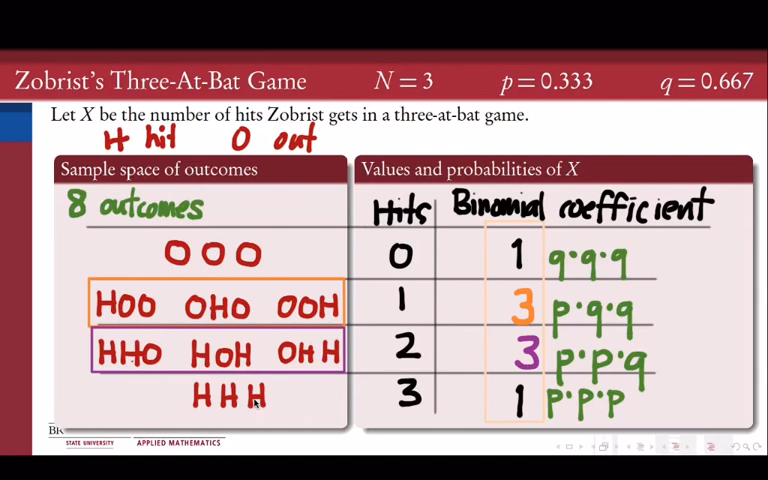 Zobrist's Three-At-Bat Game N = 3 p = 0.333 q = 0.667
Let X be the number of hits Zobrist gets in a three-at-bat game.
H hit O out
Sample space of outcomes
8 outcomes
O O O
HOO OHO OOH
HHO HOH OHH
HHH
Values and probabilities of X
Hits Binomial coefficient
0 1 q·q·q
1 3 p·q·q
2 3 p·p·q
3 1 p·p·p
STATE UNIVERSITY APPLIED MATHEMATICS